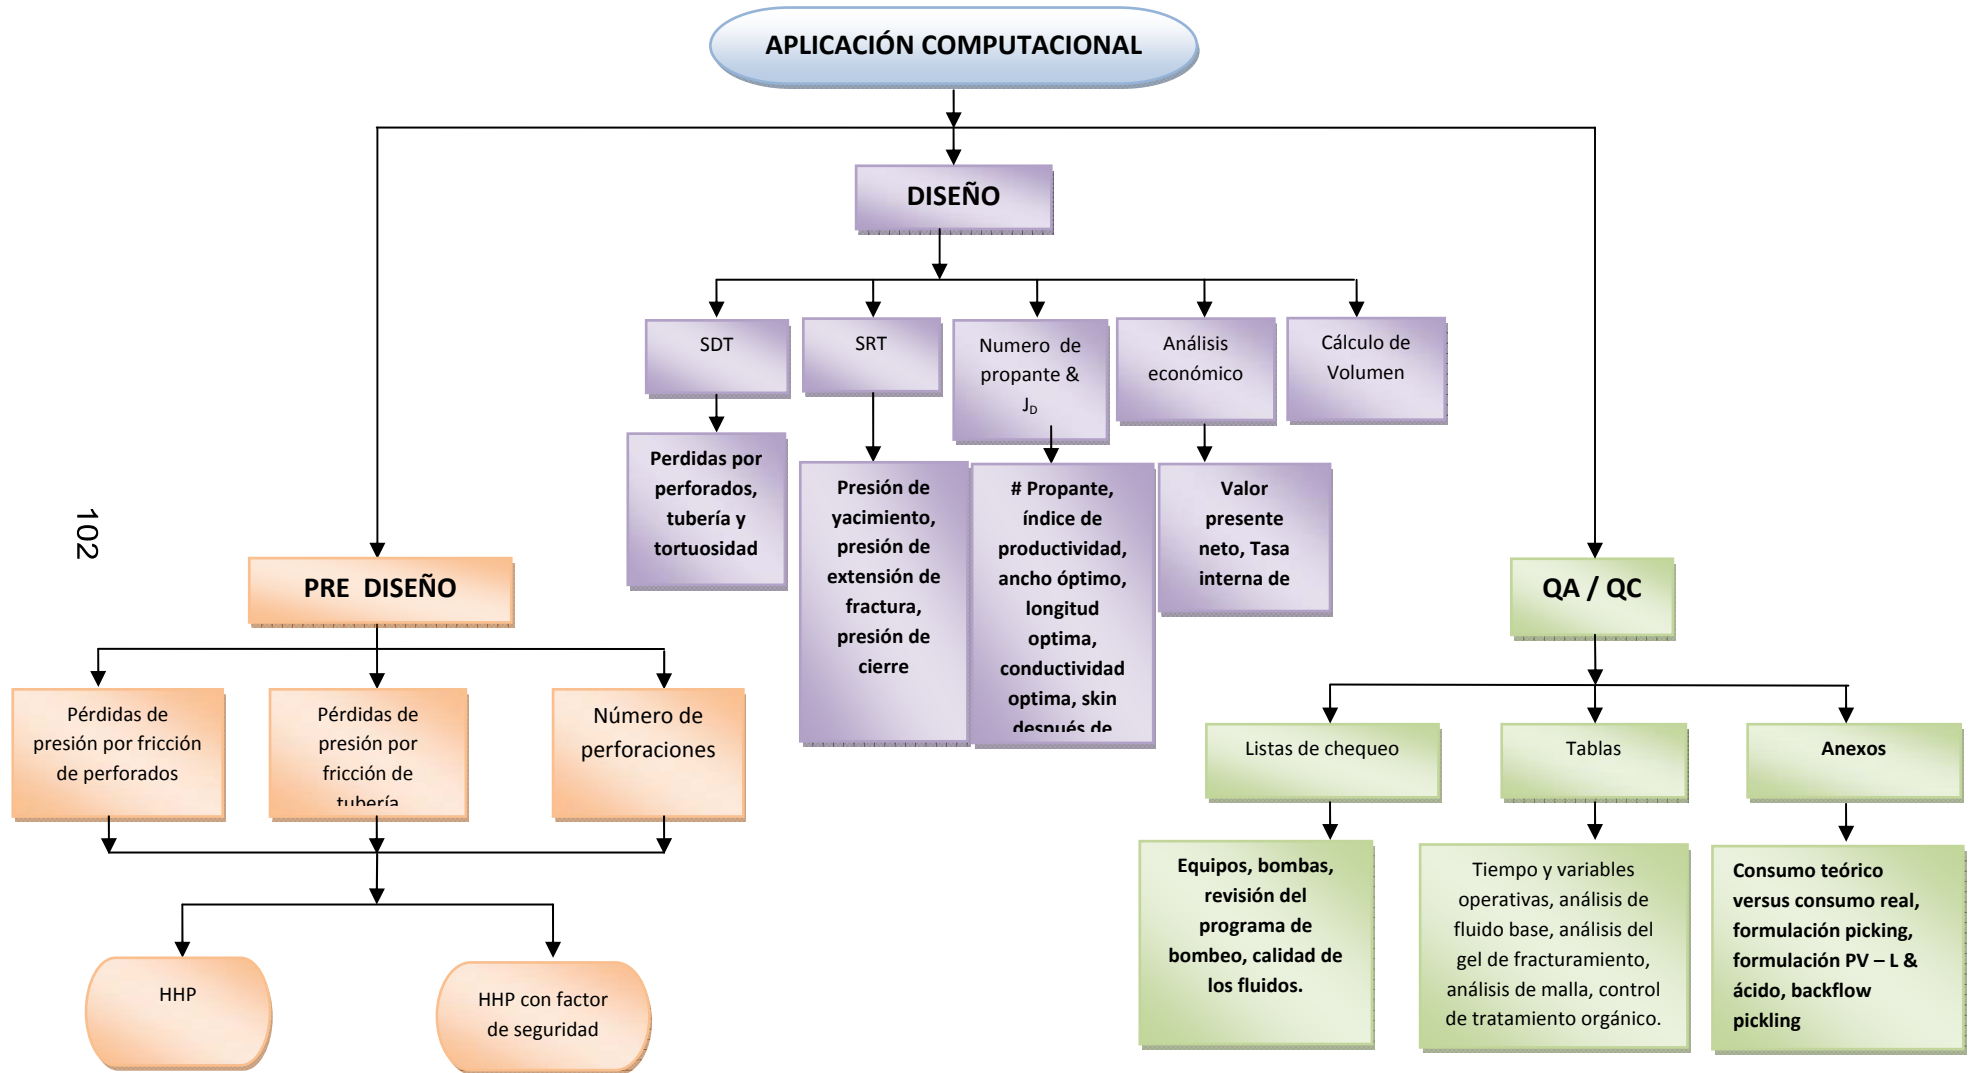 APLICACIÓN COMPUTACIONAL
DISEÑO
SDT
SRT
Numero de
propante &
J_D
Análisis
económico
Cálculo de
Volumen
Perdidas por
perforados,
tubería y
tortuosidad
Presión de
yacimiento,
presión de
extensión de
fractura,
presión de
cierre
# Propante,
índice de
productividad,
ancho óptimo,
longitud
optima,
conductividad
optima, skin
después de
Valor
presente
neto, Tasa
interna de
102
PRE DISEÑO
Pérdidas de
presión por fricción
de perforados
Pérdidas de
presión por
fricción de
tubería
Número de
perforaciones
HHP
HHP con factor
de seguridad
QA / QC
Listas de chequeo
Tablas
Anexos
Equipos, bombas,
revisión del
programa de
bombeo, calidad de
los fluidos.
Tiempo y variables
operativas, análisis de
fluido base, análisis del
gel de fracturamiento,
análisis de malla, control
de tratamiento orgánico.
Consumo teórico
versus consumo real,
formulación picking,
formulación PV – L &
ácido, backflow
pickling